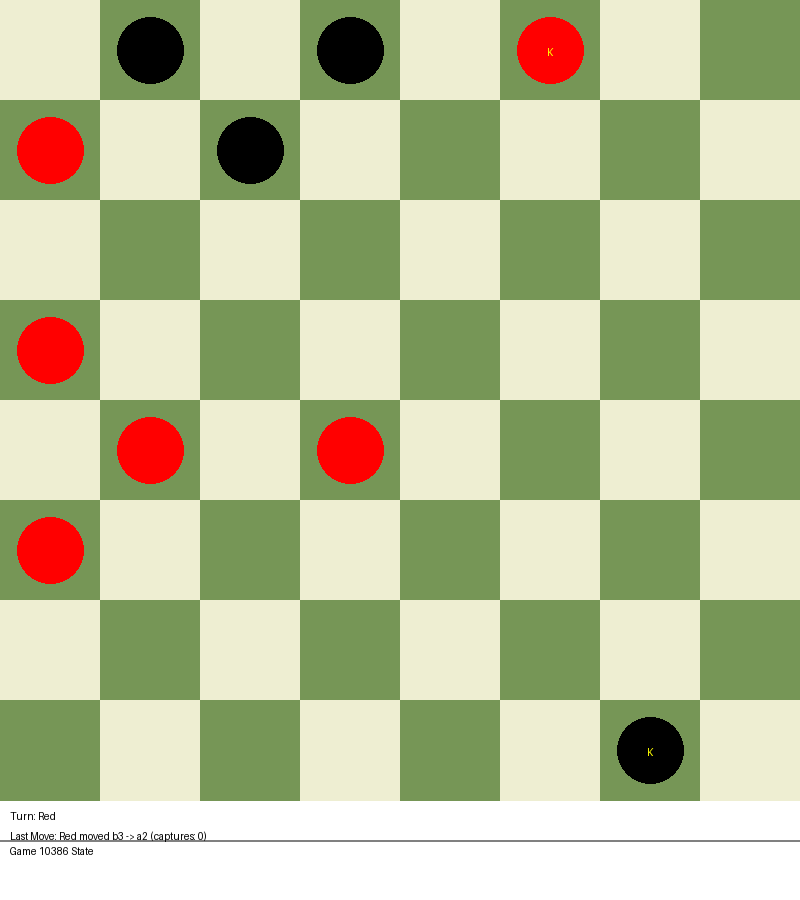 K
K
Turn: Red
Last Move: Red moved b3 -> a2 (captures: 0)
Game 10386 State